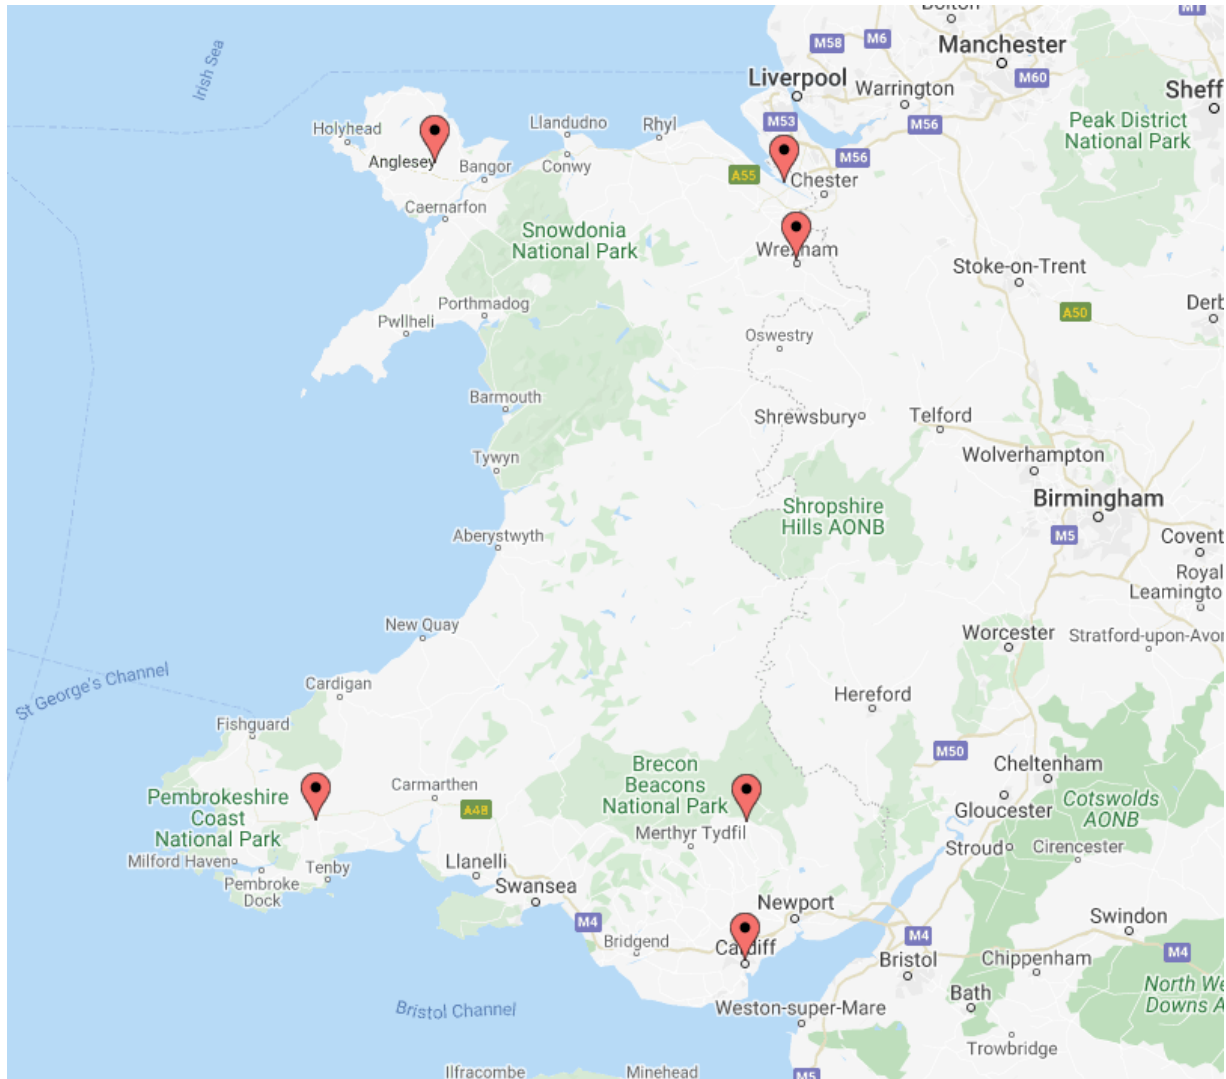 Bolton
M1
M58
M6
Manchester
Irish Sea
Liverpool
M60
Warrington
Sheff
Holyhead
Llandudno
Rhyl
M53
M56
Peak District
National Park
Anglesey
Bangor
Conwy
A55
M56
Chester
Caernarfon
Snowdonia
National Park
Wrexham
Stoke-on-Trent
Porthmadog
Derb
A50
Pwllheli
Oswestry
Barmouth
Shrewsbury
Telford
Tywyn
Wolverhampton
Birmingham
Shropshire
Hills AONB
Aberystwyth
M5
Covent
Royal
Leamingto
New Quay
Worcester
Stratford-upon-Avon
St George's Channel
Cardigan
Hereford
Fishguard
M50
Brecon
Beacons
National Park
Cheltenham
Carmarthen
Pembrokeshire
Coast
National Park
A48
Gloucester
Cotswolds
AONB
Merthyr Tydfil
Milford Haven
Tenby
Llanelli
Stroud
Cirencester
Pembroke
Dock
Swansea
Newport
Swindon
M4
M4
Bridgend
Cardiff
Bristol
Chippenham
M4
North We
Downs A
Bath
Bristol Channel
Weston-super-Mare
Trowbridge
Ilfracombe
Minehead
M5